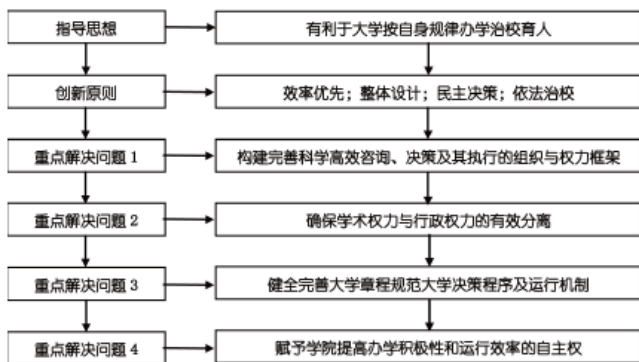 指导思想
有利于大学按自身规律办学治校育人
创新原则
效率优先；整体设计；民主决策；依法治校
重点解决问题 1
构建完善科学高效咨询、决策及其执行的组织与权力框架
重点解决问题 2
确保学术权力与行政权力的有效分离
重点解决问题 3
健全完善大学章程规范大学决策程序及运行机制
重点解决问题 4
赋予学院提高办学积极性和运行效率的自主权